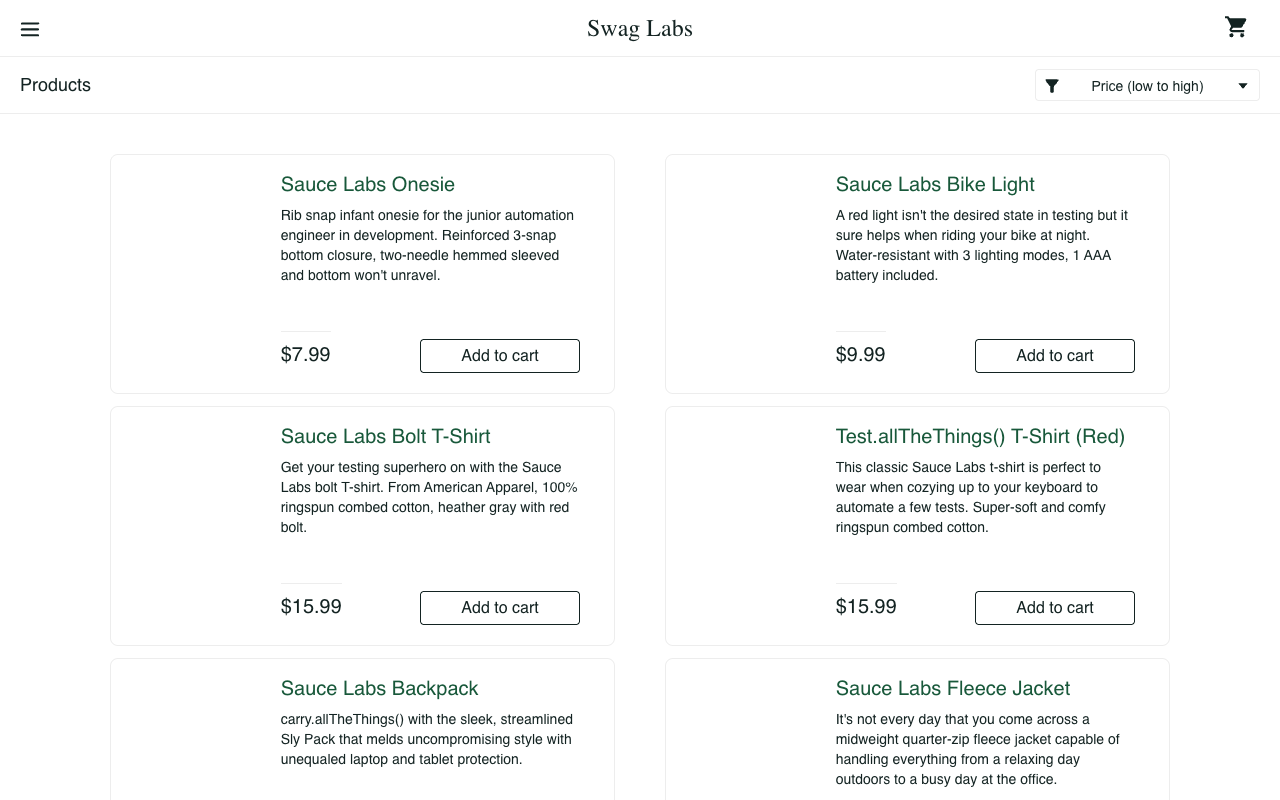 Swag Labs
Products
Price (low to high)
Sauce Labs Onesie
Rib snap infant onesie for the junior automation
engineer in development. Reinforced 3-snap
bottom closure, two-needle hemmed sleeved
and bottom won't unravel.
$7.99
Add to cart
Sauce Labs Bike Light
A red light isn't the desired state in testing but it
sure helps when riding your bike at night.
Water-resistant with 3 lighting modes, 1 AAA
battery included.
$9.99
Add to cart
Sauce Labs Bolt T-Shirt
Get your testing superhero on with the Sauce
Labs bolt T-shirt. From American Apparel, 100%
ringspun combed cotton, heather gray with red
bolt.
$15.99
Add to cart
Test.allTheThings() T-Shirt (Red)
This classic Sauce Labs t-shirt is perfect to
wear when cozying up to your keyboard to
automate a few tests. Super-soft and comfy
ringspun combed cotton.
$15.99
Add to cart
Sauce Labs Backpack
carry.allTheThings() with the sleek, streamlined
Sly Pack that melds uncompromising style with
unequaled laptop and tablet protection.
Sauce Labs Fleece Jacket
It's not every day that you come across a
midweight quarter-zip fleece jacket capable of
handling everything from a relaxing day
outdoors to a busy day at the office.